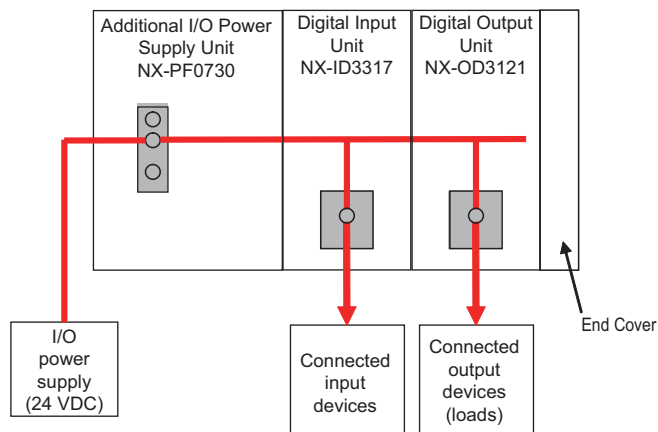 Additional I/O Power
Supply Unit
NX-PF0730
Digital Input
Unit
NX-ID3317
Digital Output
Unit
NX-OD3121
End Cover
I/O
power
supply
(24 VDC)
Connected
input
devices
Connected
output
devices
(loads)